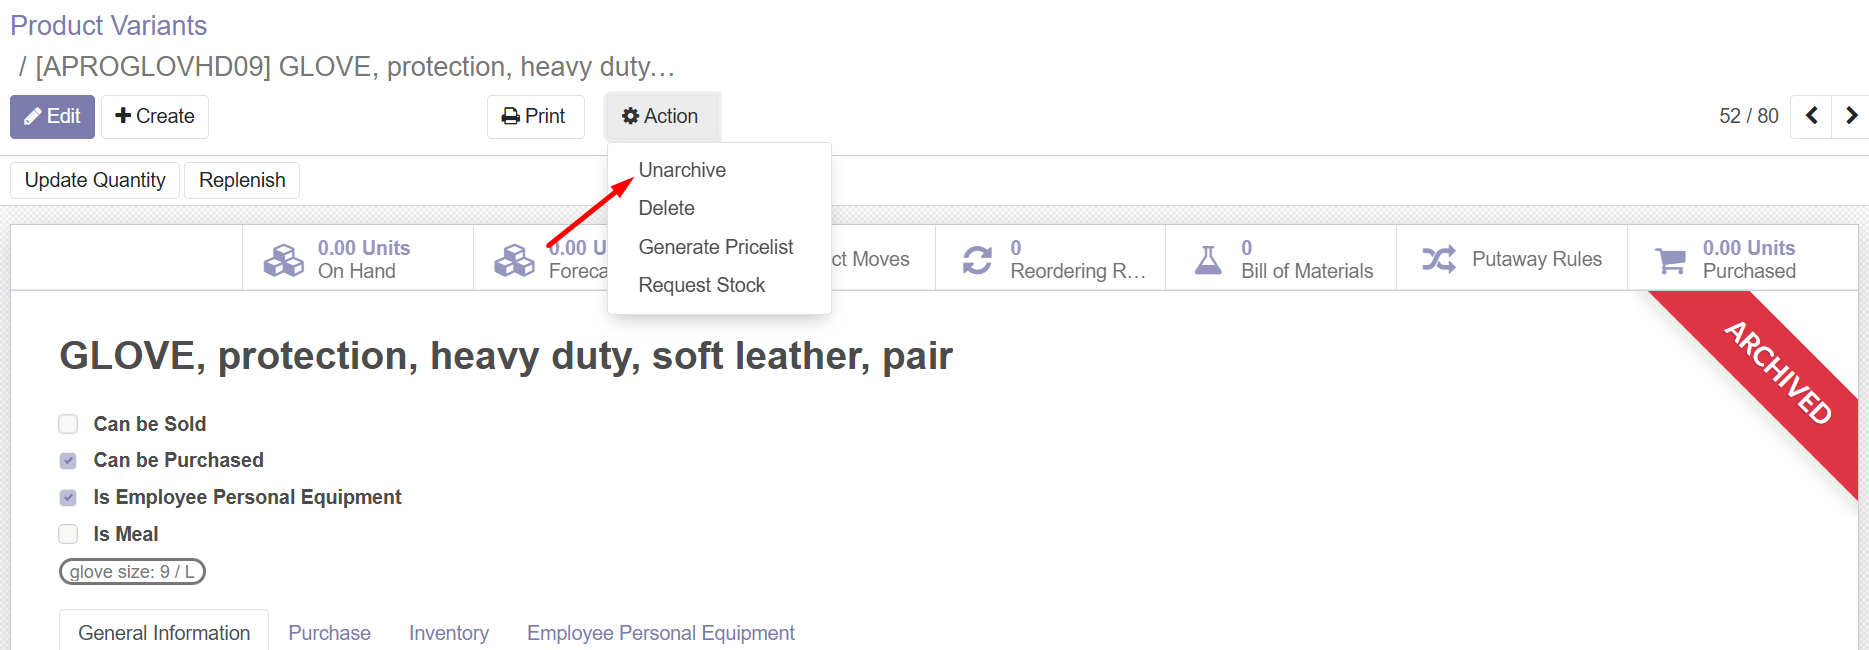 Product Variants
/ [APROGLOVHD09] GLOVE, protection, heavy duty…
Edit
Create
Print
Action
52 / 80
Unarchive
Delete
Generate Pricelist
Request Stock
Update Quantity
Replenish
0.00 Units
On Hand
0.00 U
Foreca
ct Moves
0
Reordering R…
0
Bill of Materials
Putaway Rules
0.00 Units
Purchased
ARCHIVED
GLOVE, protection, heavy duty, soft leather, pair
Can be Sold
Can be Purchased
Is Employee Personal Equipment
Is Meal
glove size: 9 / L
General Information
Purchase
Inventory
Employee Personal Equipment